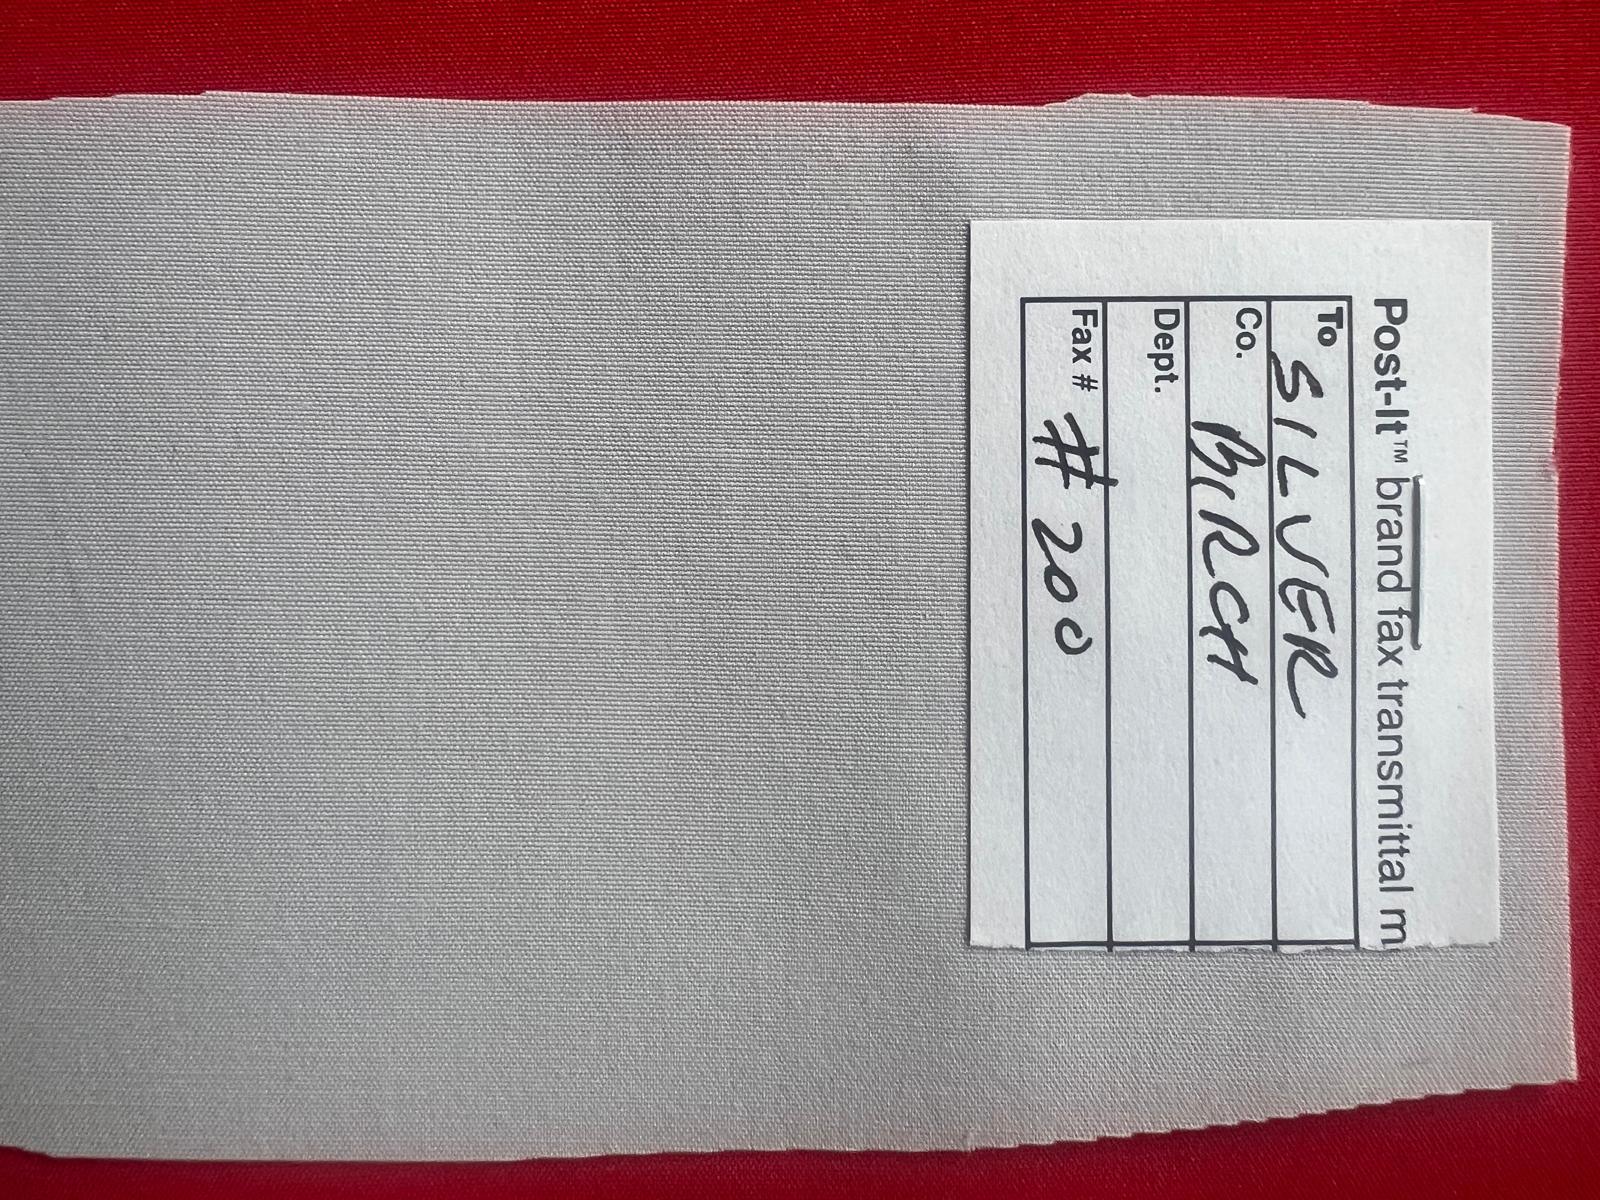 Post-It™ brand fax transmittal m
To SILVER
Co. BIRCH
Dept.
Fax # # 200